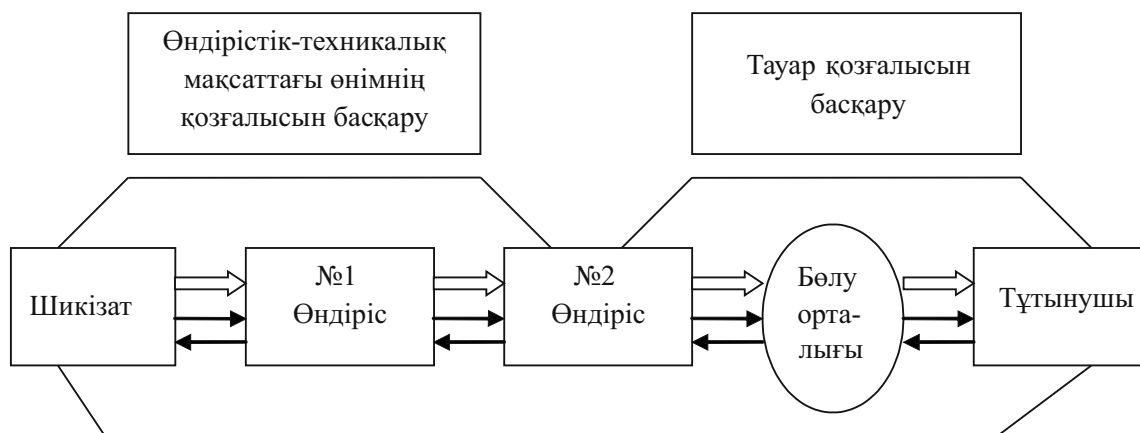 Өндірістік-техникалық
мақсаттағы өнімнің
қозғалысын басқару
Тауар қозғалысын
басқару
Шикізат
№1
Өндіріс
№2
Өндіріс
Бөлу
орта-
лығы
Тұтынушы